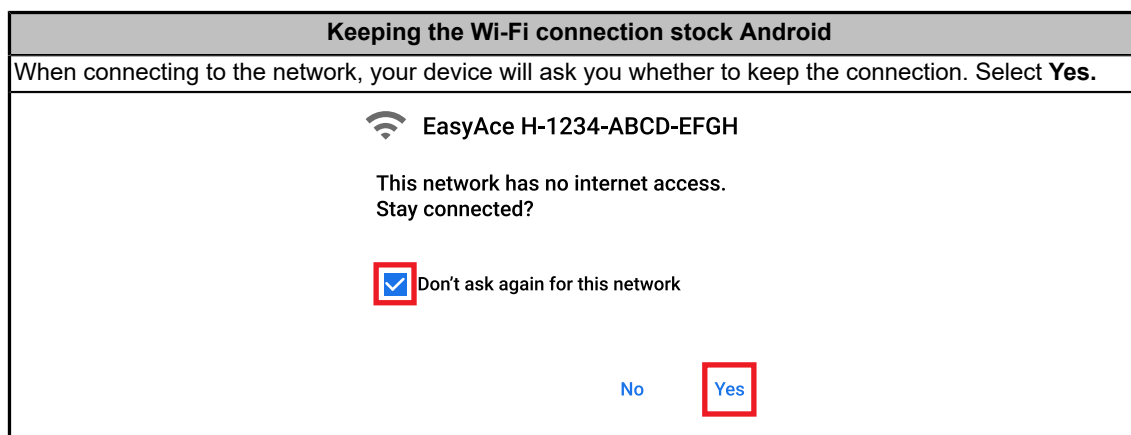 Keeping the Wi-Fi connection stock Android
When connecting to the network, your device will ask you whether to keep the connection. Select Yes.
EasyAce H-1234-ABCD-EFGH
This network has no internet access.
Stay connected?
Don't ask again for this network
No Yes